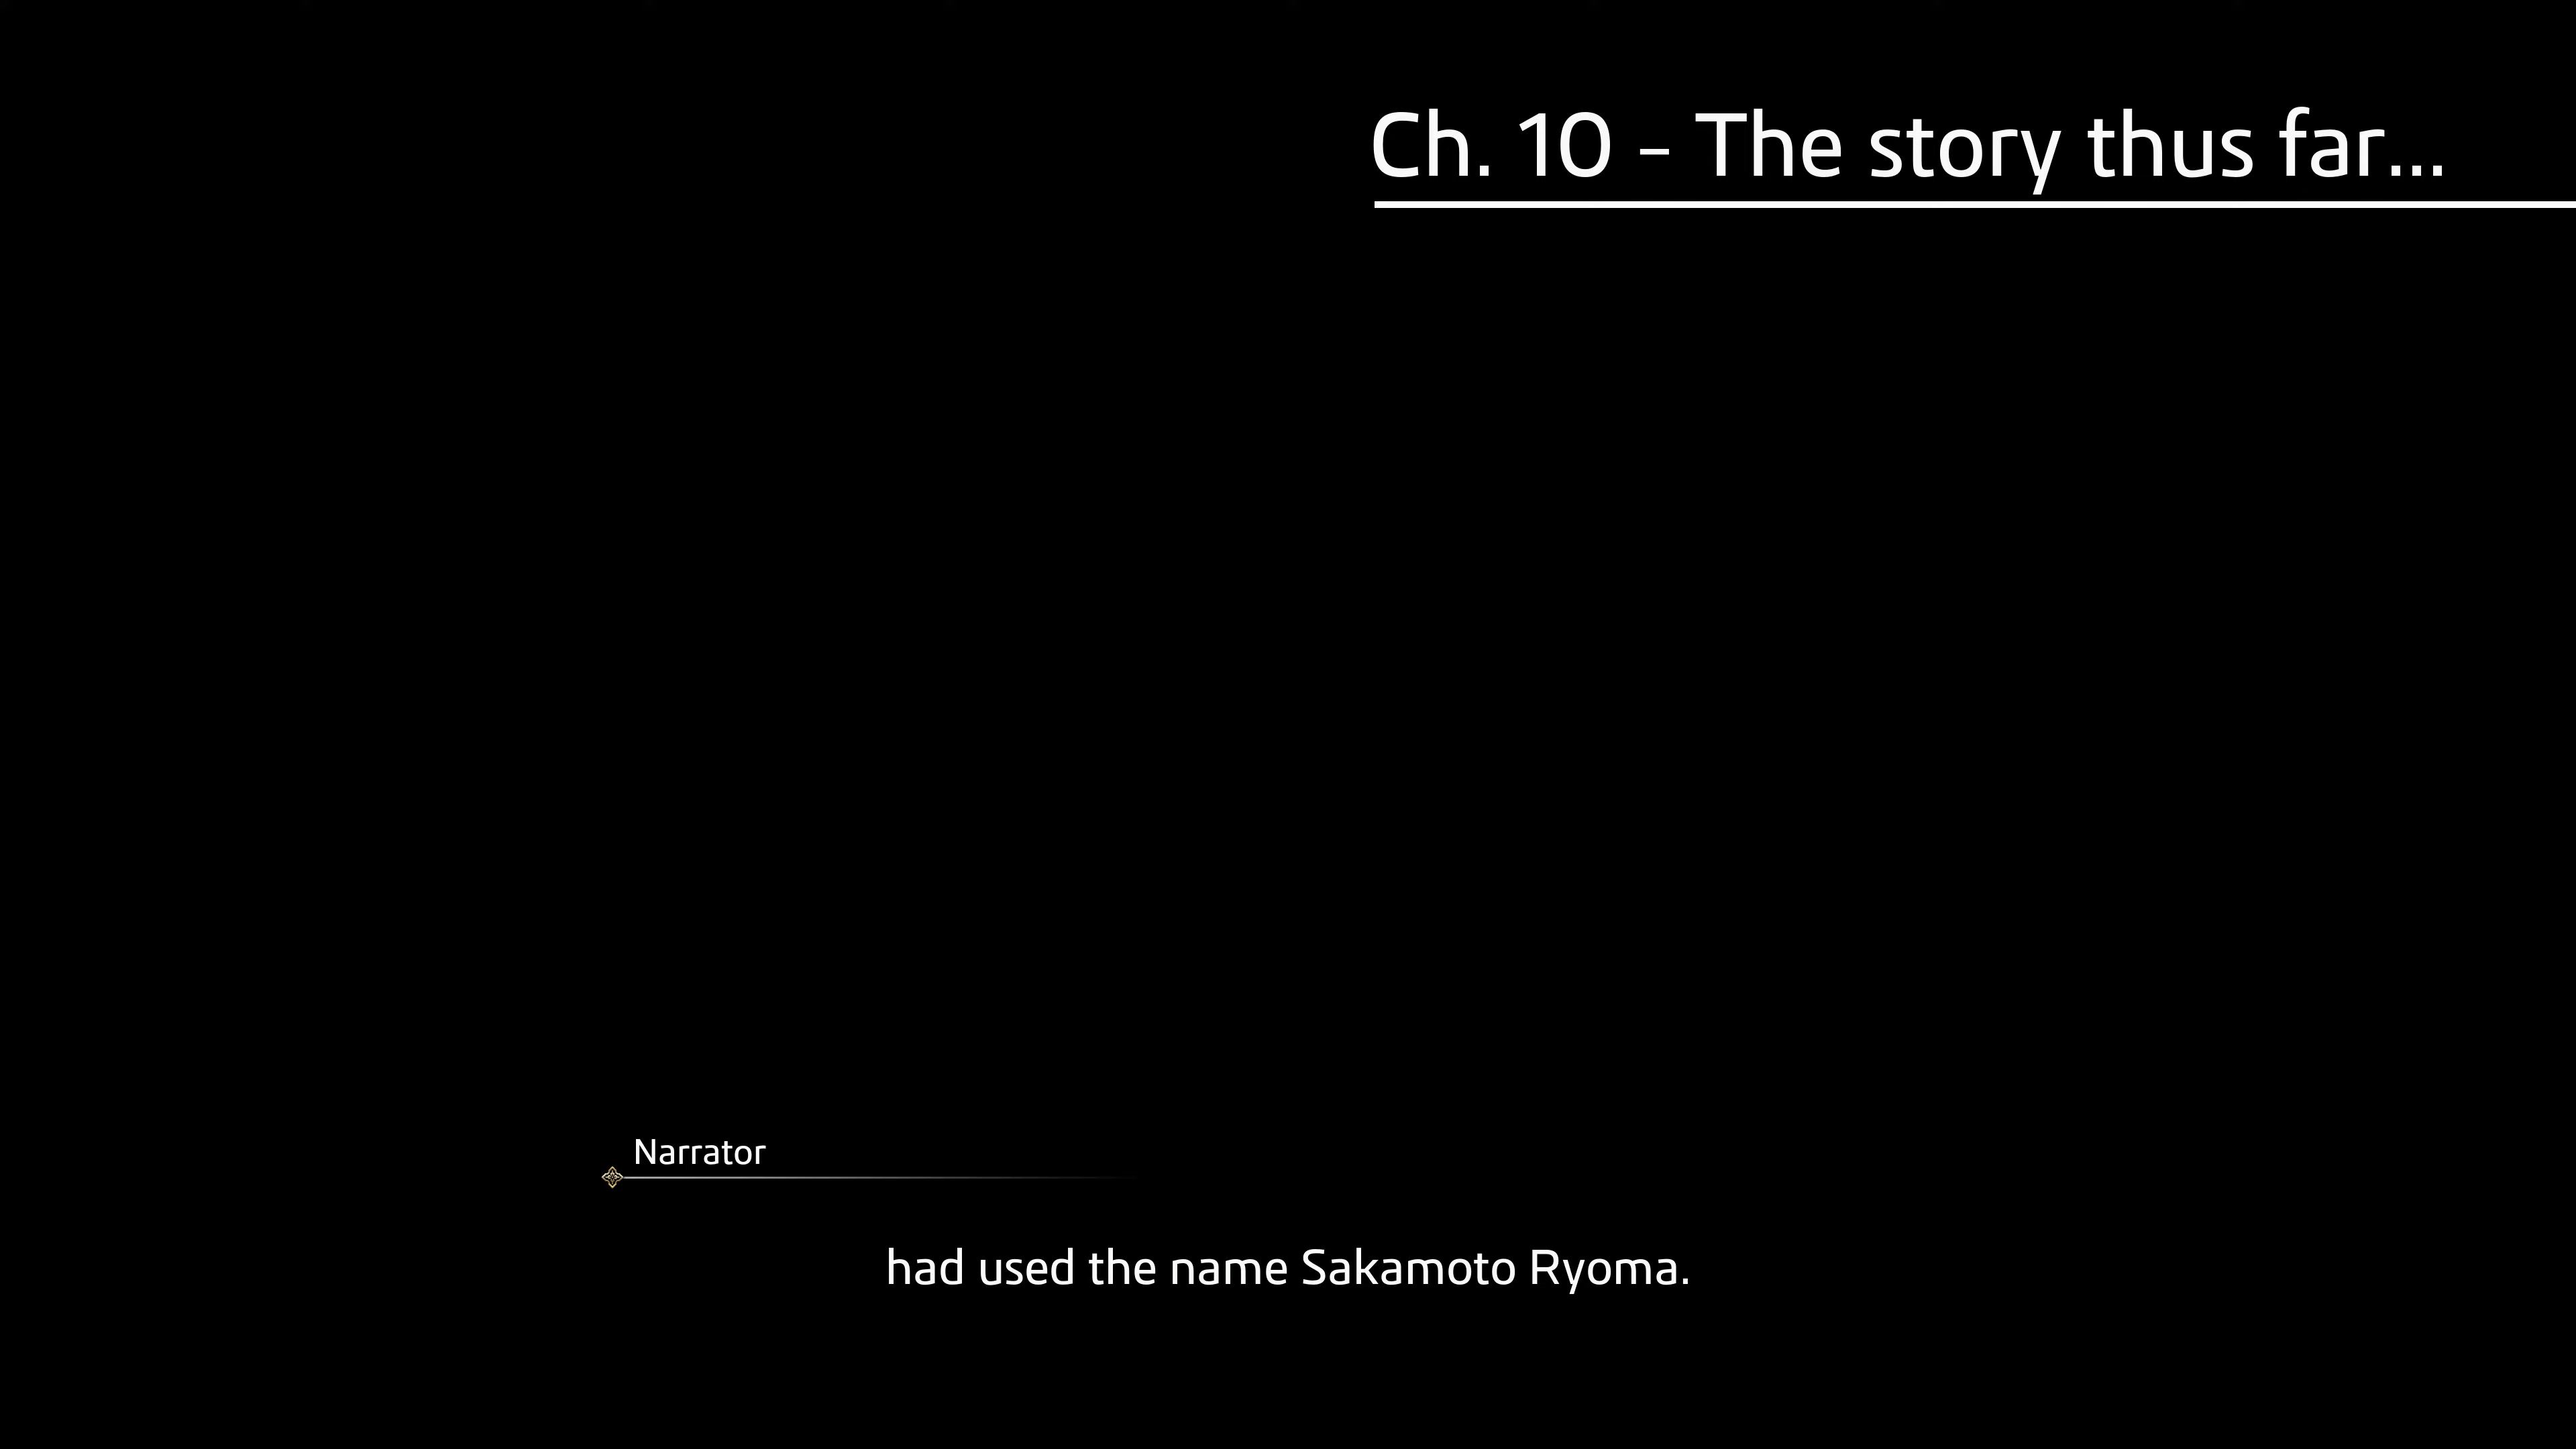 Ch. 10 – The story thus far...
Narrator
had used the name Sakamoto Ryoma.